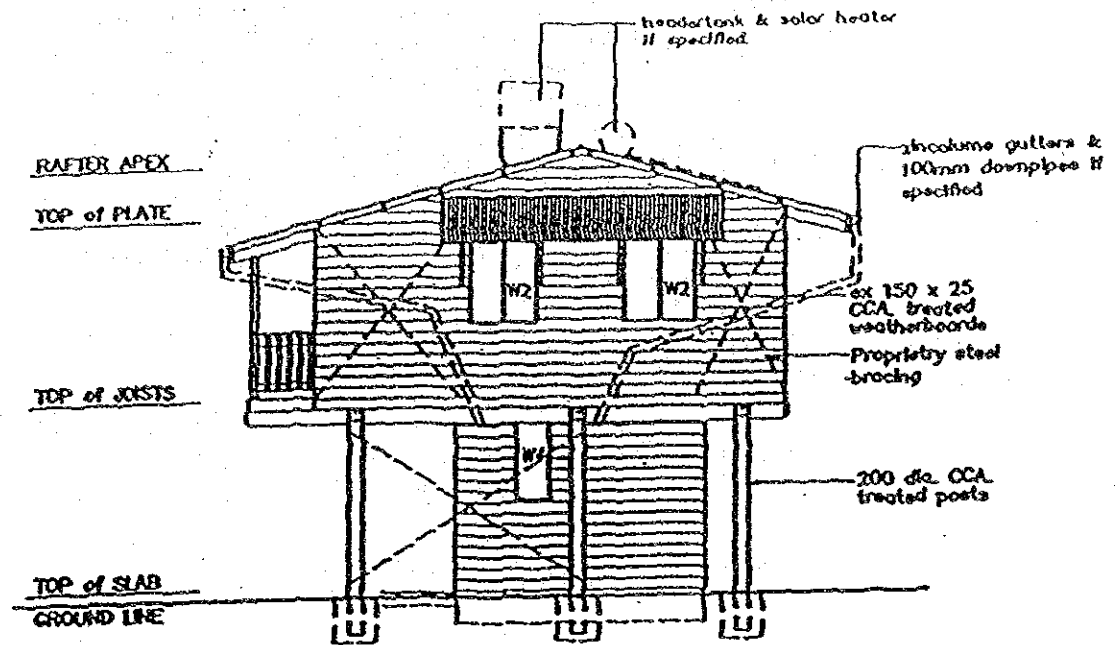 headertank & solar heater
if specified
RAFTER APEX
zincalume gutters &
100mm downpipes if
specified
TOP of PLATE
W2
W2
ex 150 x 25
CCA treated
weatherboards
Proprietry steel
bracing
TOP of JOISTS
W1
200 dia. CCA
treated posts
TOP of SLAB
GROUND LINE